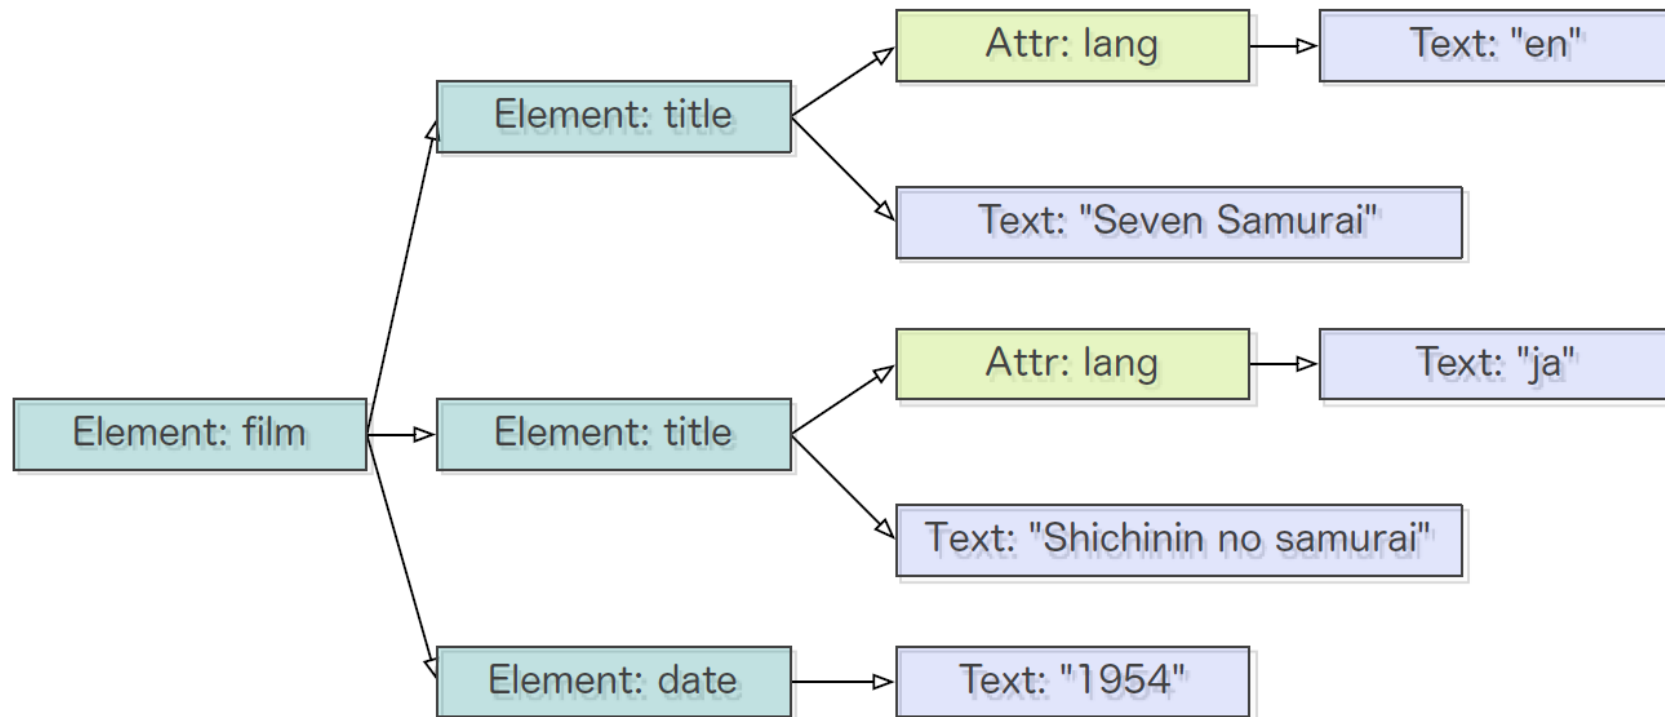 Attr: lang
Text: "en"
Element: title
Text: "Seven Samurai"
Attr: lang
Text: "ja"
Element: film
Element: title
Text: "Shichinin no samurai"
Element: date
Text: "1954"